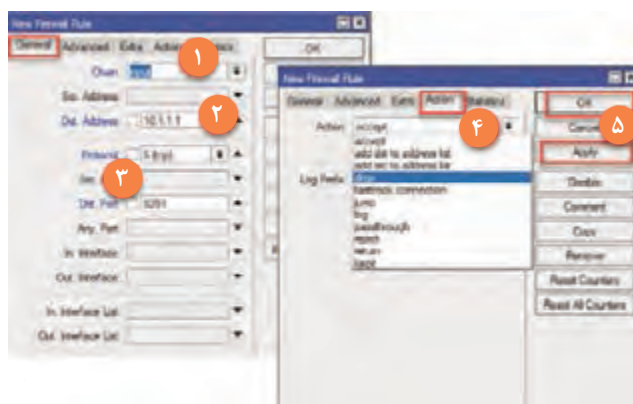 New Firewall Rule
General Advanced Extra Action
Chan: input
۱
Src. Address:
Dst. Address: 10.1.1.1
۲
Protocol: 6 (tcp)
۳
Dst. Port: 8291
Any. Port:
In. Interface:
Out. Interface:
In. Interface List:
Out. Interface List:
OK
New Firewall Rule
General Advanced Extra Action Statistics
Action: accept
۴
accept
add dst to address list
add src to address list
drop
fasttrack connection
jump
log
passthrough
reject
return
Log Prefix:
OK
Cancel
۵
Apply
Disable
Comment
Copy
Remove
Reset Counters
Reset All Counters